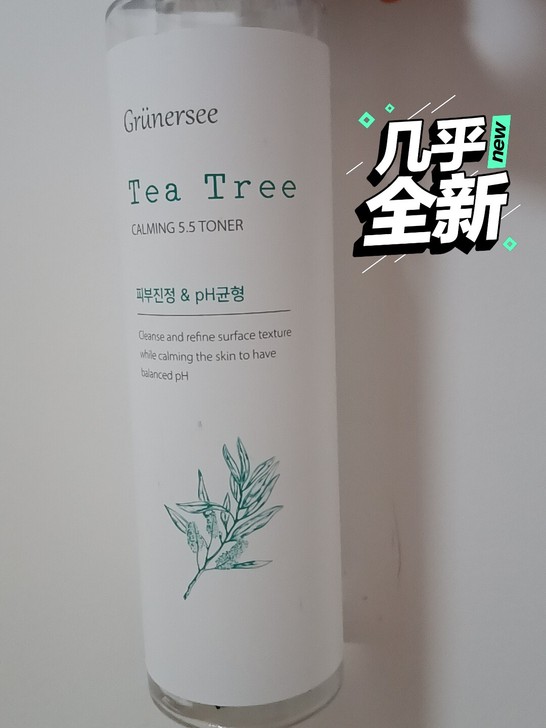 Grünersee
Tea Tree
CALMING 5.5 TONER
피부진정 & pH균형
Cleanse and refine surface texture
while calming the skin to have
balanced pH
几乎
new
全新